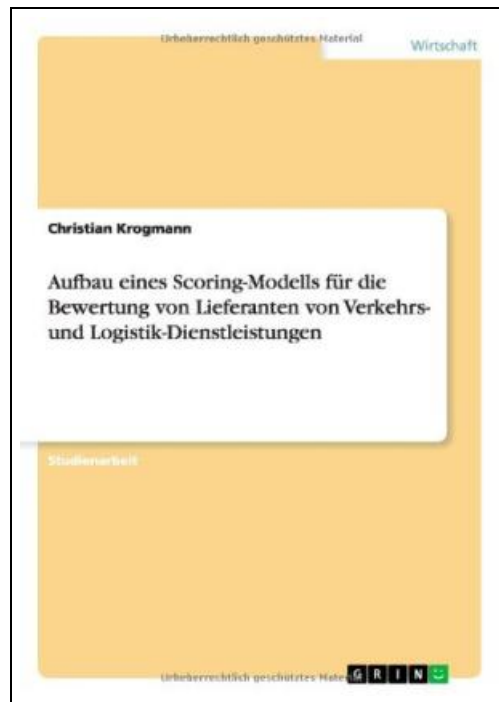 Urheberrechtlich geschütztes Material
Wirtschaft
Christian Krogmann
Aufbau eines Scoring-Modells für die
Bewertung von Lieferanten von Verkehrs-
und Logistik-Dienstleistungen
Studienarbeit
Urheberrechtlich geschütztes Mate
GRIN